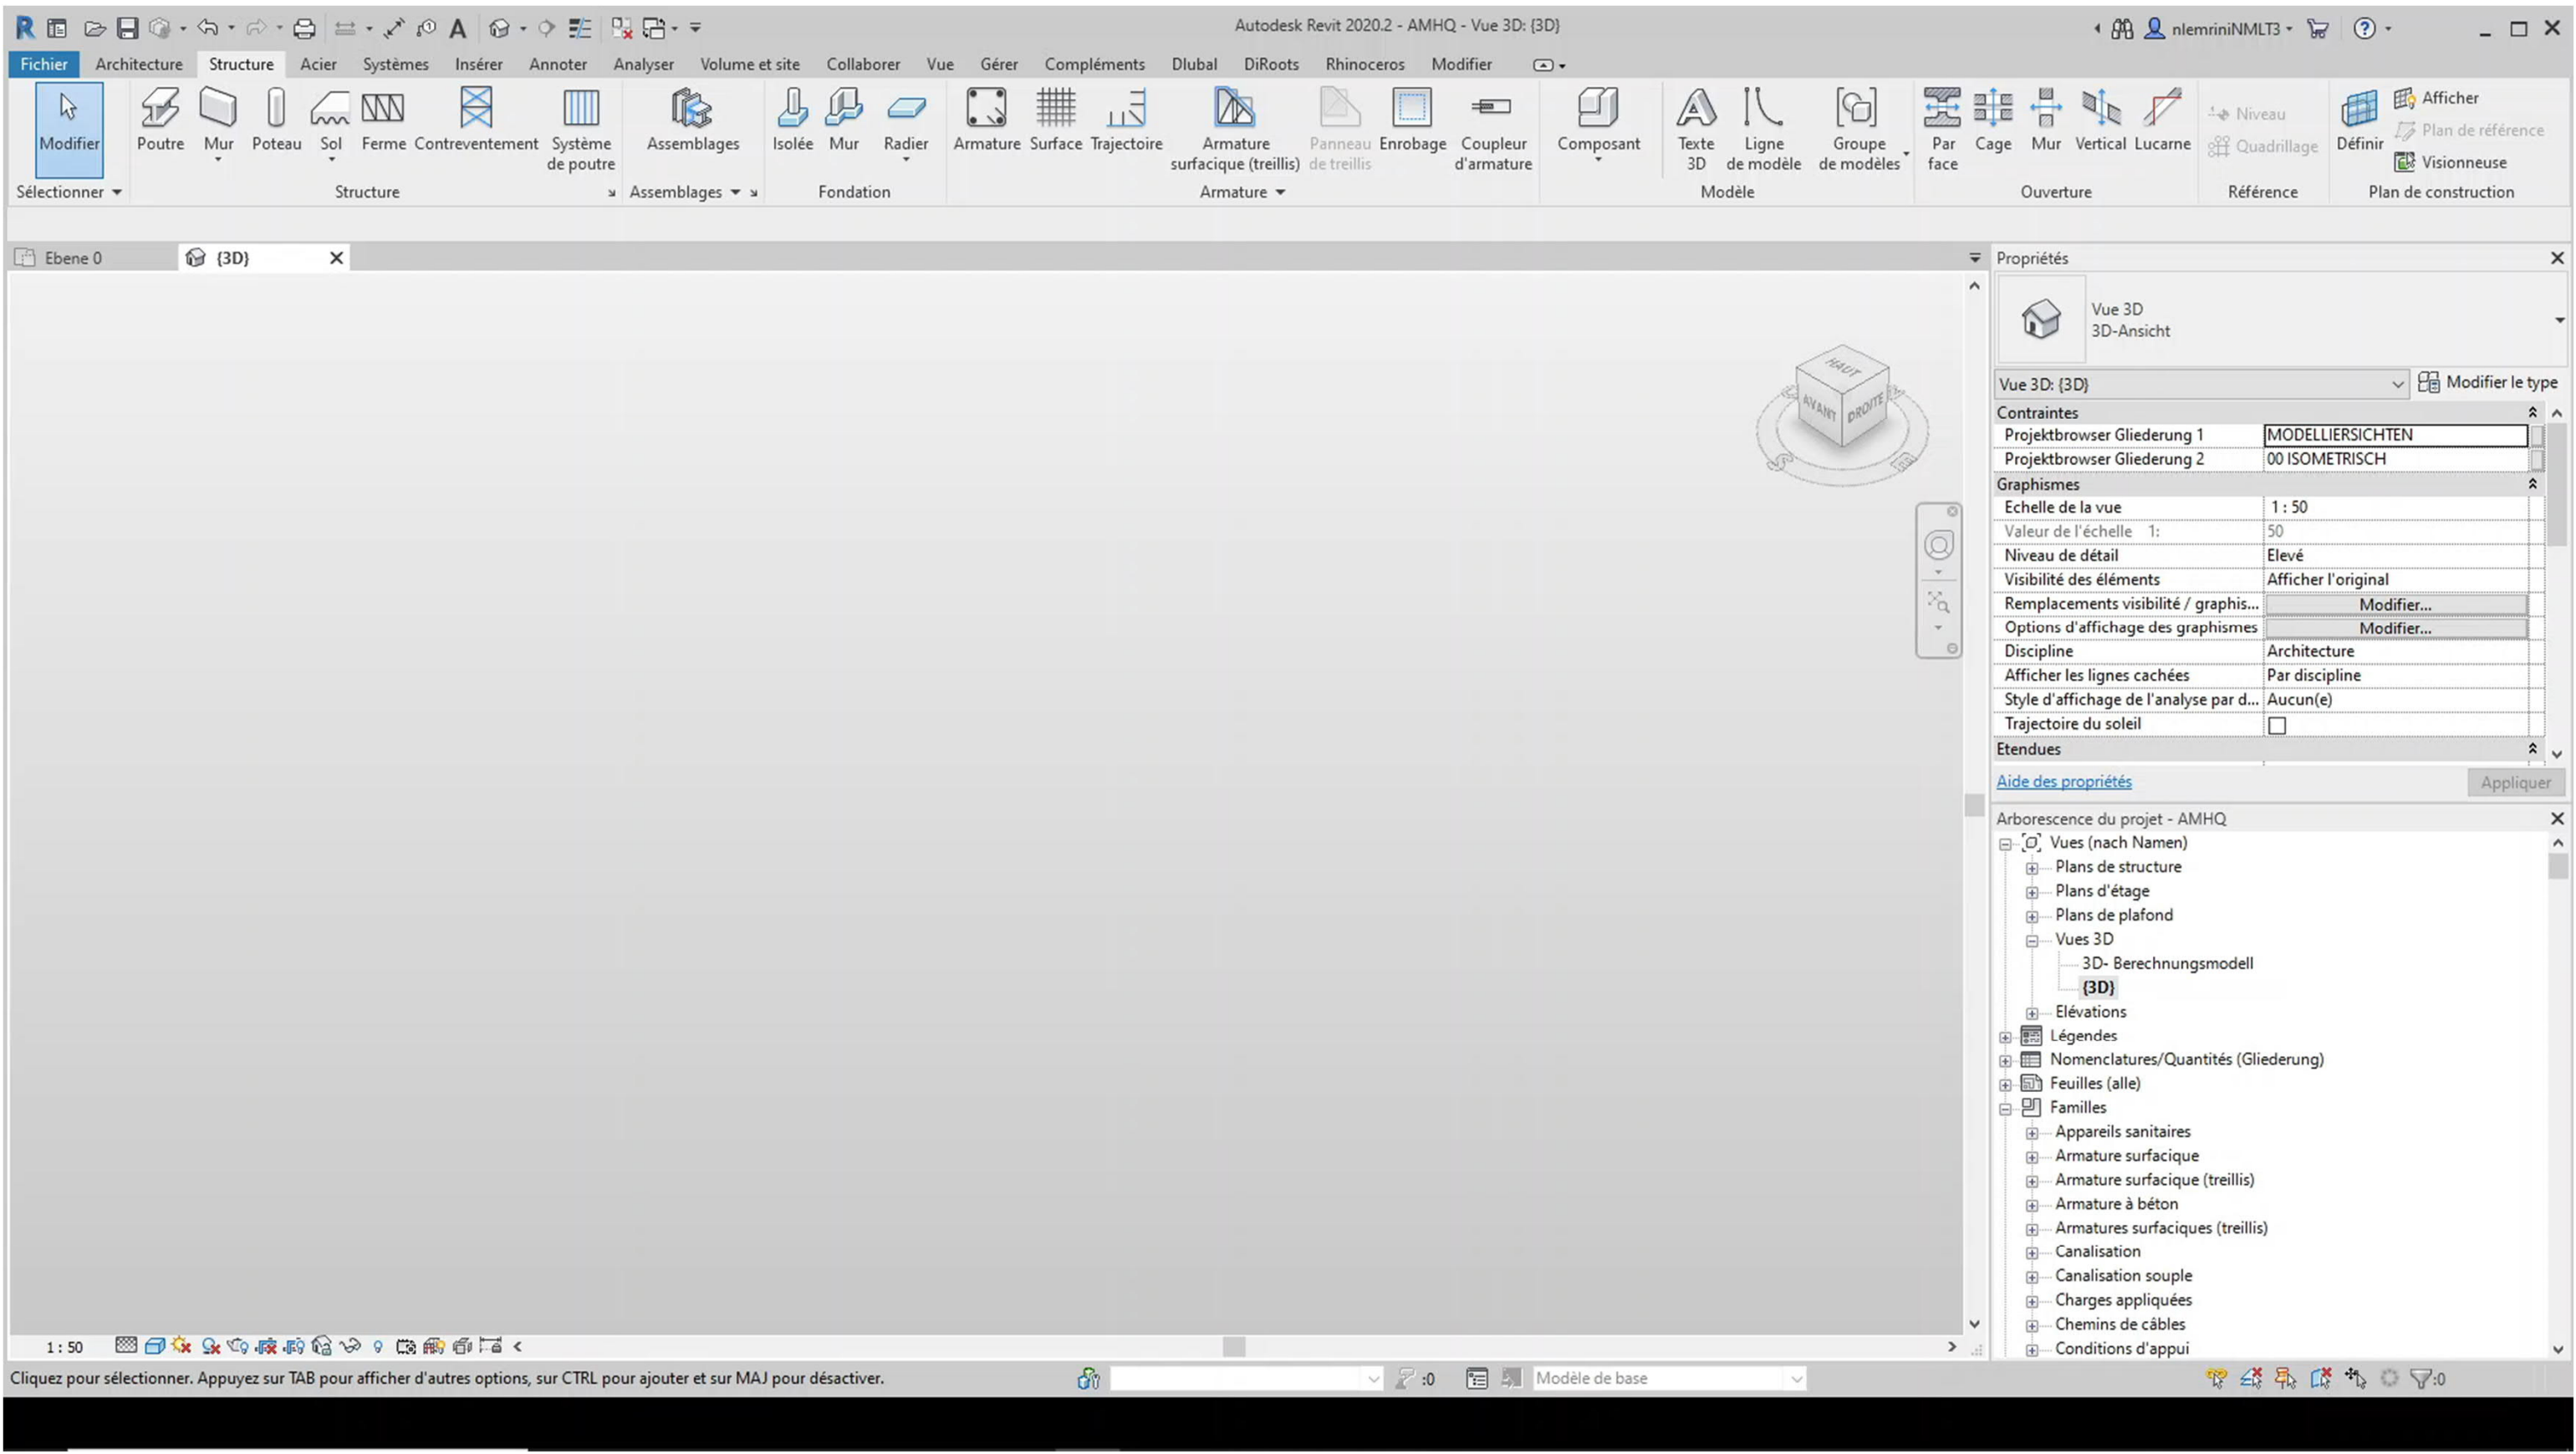 Autodesk Revit 2020.2 - AMHQ - Vue 3D: {3D}
nlemriniNMLT3
Fichier Architecture Structure Acier Systèmes Insérer Annoter Analyser Volume et site Collaborer Vue Gérer Compléments Dlubal DiRoots Rhinoceros Modifier
Modifier
Sélectionner
Poutre Mur Poteau Sol Ferme Contreventement Système de poutre
Structure
Assemblages
Assemblages
Isolée Mur Radier
Fondation
Armature Surface Trajectoire Armature surfacique (treillis) Panneau de treillis Enrobage Coupleur d'armature
Armature
Composant
Texte 3D Ligne de modèle Groupe de modèles
Modèle
Par face Cage Mur Vertical Lucarne
Ouverture
Niveau
Quadrillage
Référence
Définir
Afficher
Plan de référence
Visionneuse
Plan de construction
Ebene 0
{3D}
HAUT
AVANT
DROITE
Propriétés
Vue 3D
3D-Ansicht
Vue 3D: {3D} Modifier le type
Contraintes
Projektbrowser Gliederung 1 MODELLIERSICHTEN
Projektbrowser Gliederung 2 00 ISOMETRISCH
Graphismes
Echelle de la vue 1 : 50
Valeur de l'échelle 1: 50
Niveau de détail Elevé
Visibilité des éléments Afficher l'original
Remplacements visibilité / graphis... Modifier...
Options d'affichage des graphismes Modifier...
Discipline Architecture
Afficher les lignes cachées Par discipline
Style d'affichage de l'analyse par d... Aucun(e)
Trajectoire du soleil
Etendues
Aide des propriétés Appliquer
Arborescence du projet - AMHQ
Vues (nach Namen)
Plans de structure
Plans d'étage
Plans de plafond
Vues 3D
3D- Berechnungsmodell
{3D}
Elévations
Légendes
Nomenclatures/Quantités (Gliederung)
Feuilles (alle)
Familles
Appareils sanitaires
Armature surfacique
Armature surfacique (treillis)
Armature à béton
Armatures surfaciques (treillis)
Canalisation
Canalisation souple
Charges appliquées
Chemins de câbles
Conditions d'appui
1 : 50
Cliquez pour sélectionner. Appuyez sur TAB pour afficher d'autres options, sur CTRL pour ajouter et sur MAJ pour désactiver.
:0
Modèle de base
:0